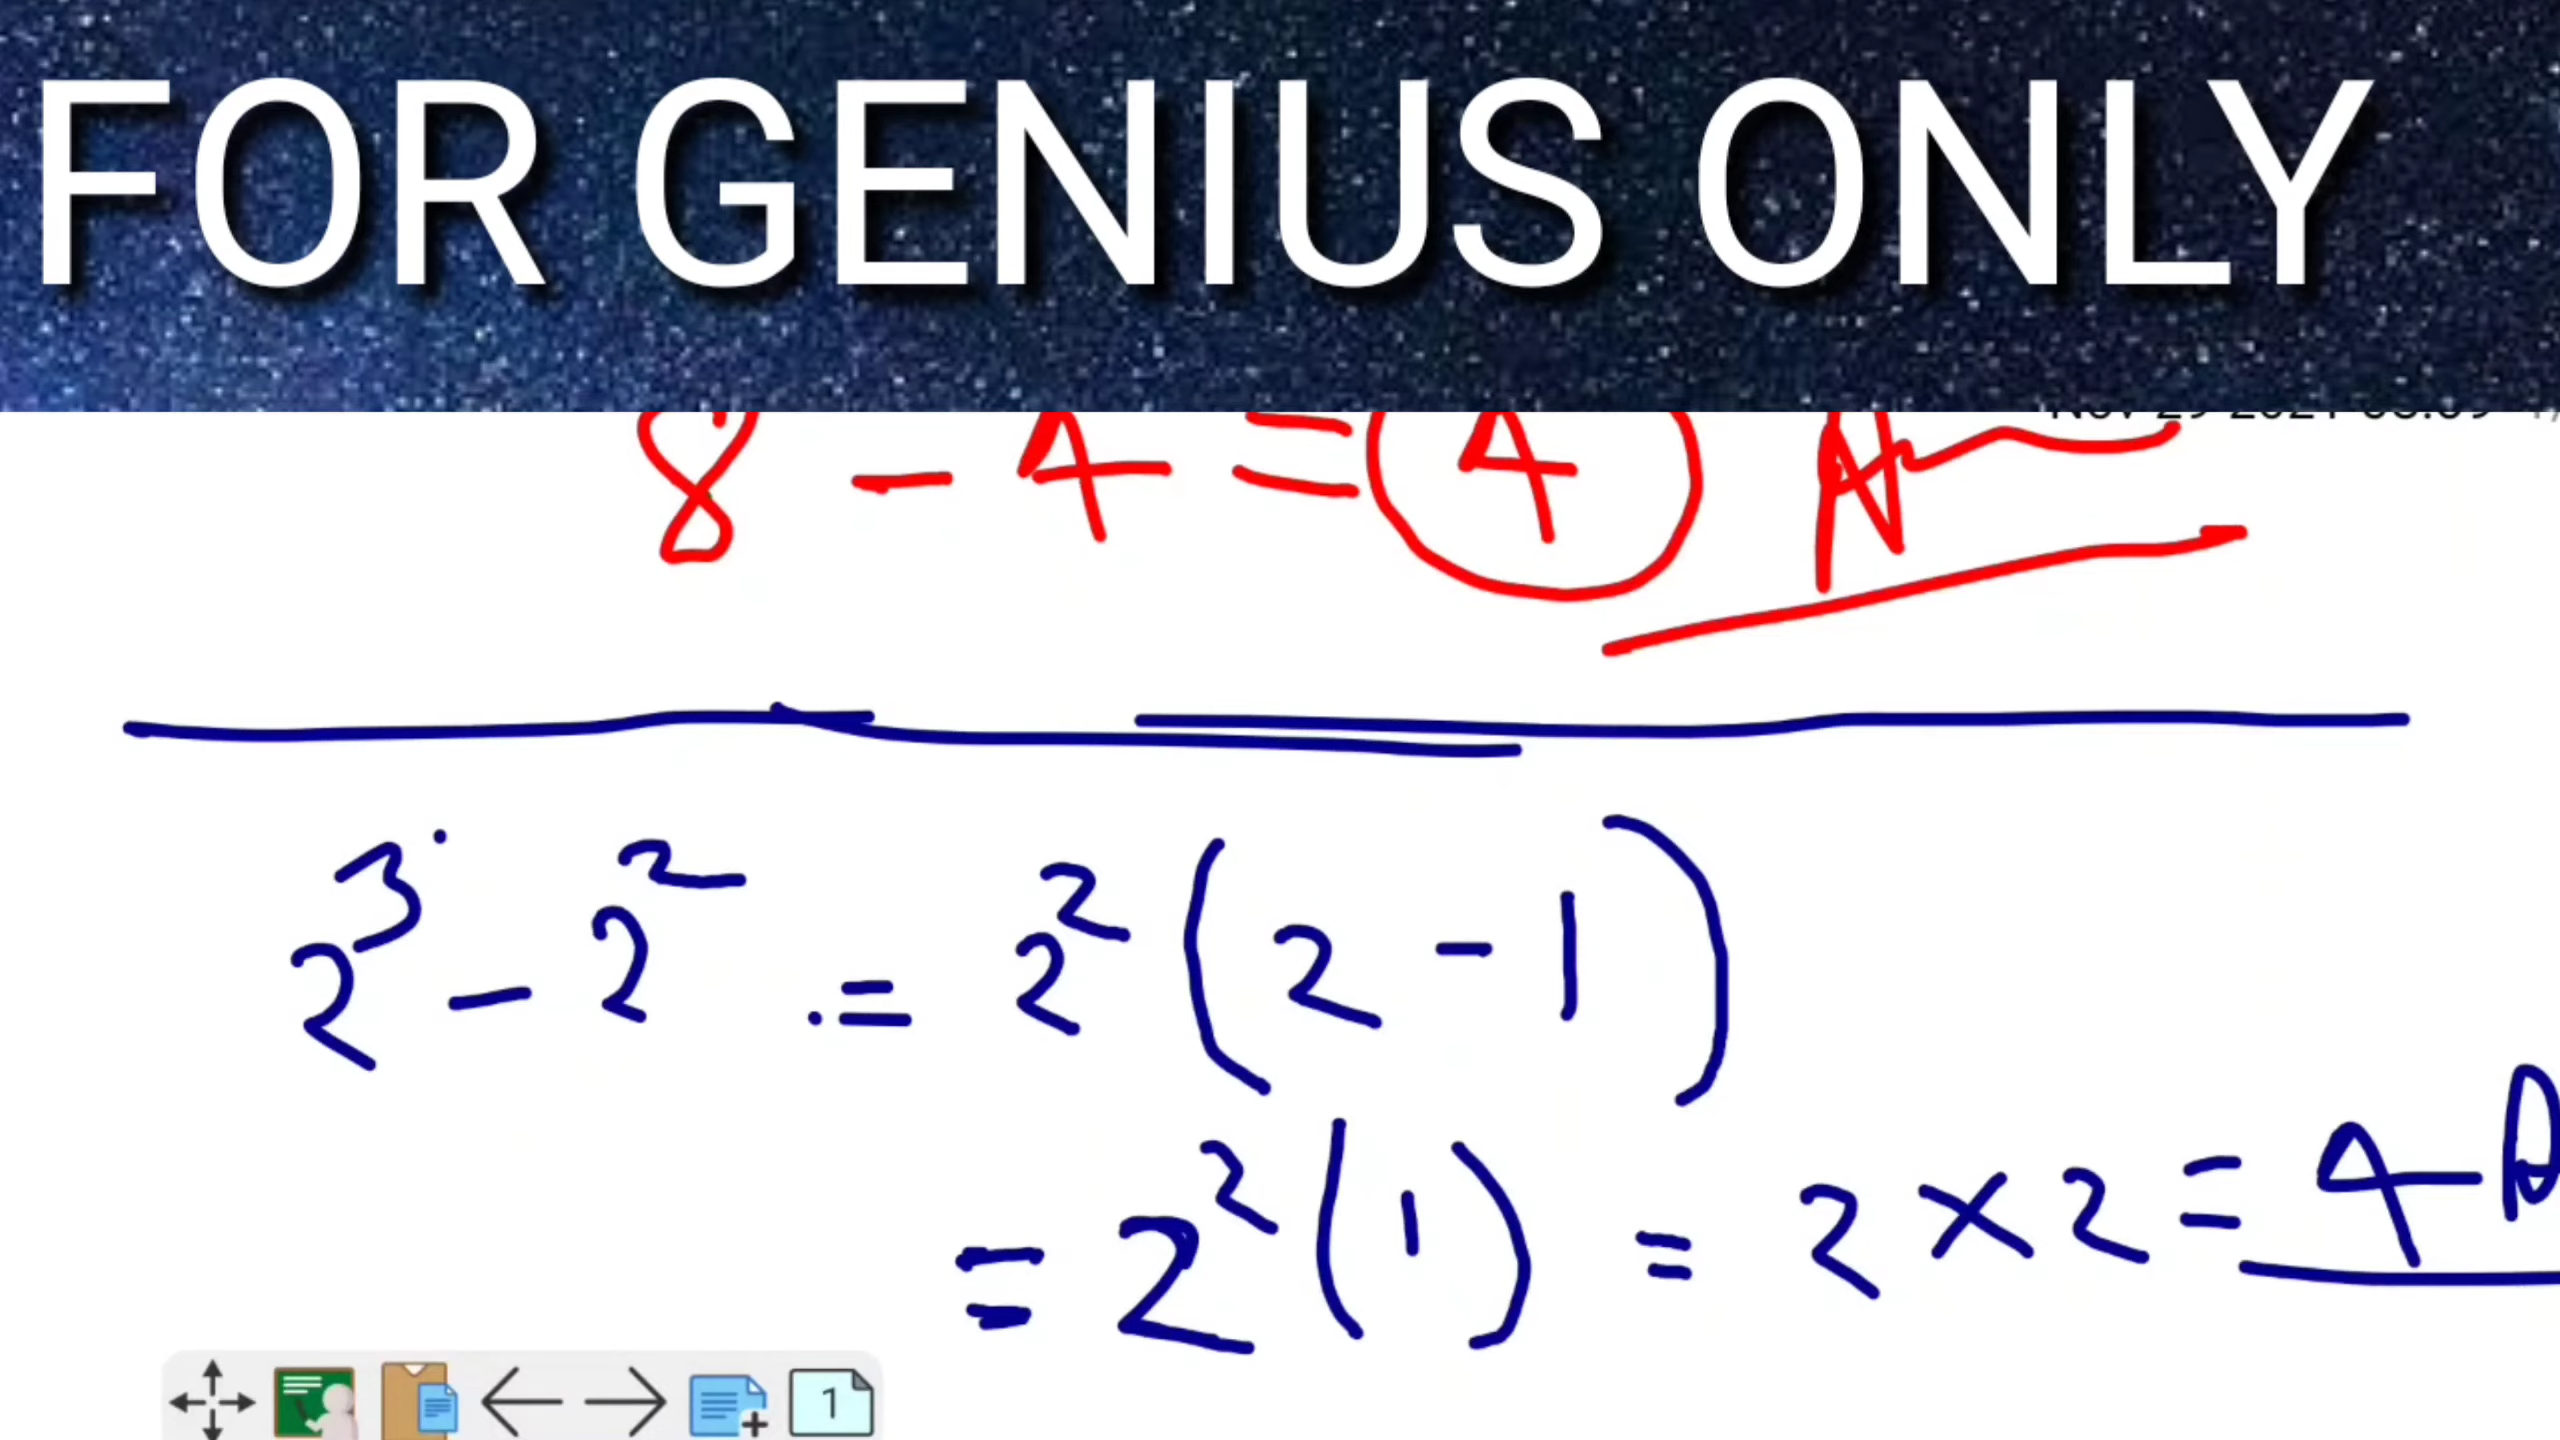 FOR GENIUS ONLY
8 - 4 = 4
2³ - 2² = 2² (2 - 1)
= 2² (1) = 2 × 2 = 4
1